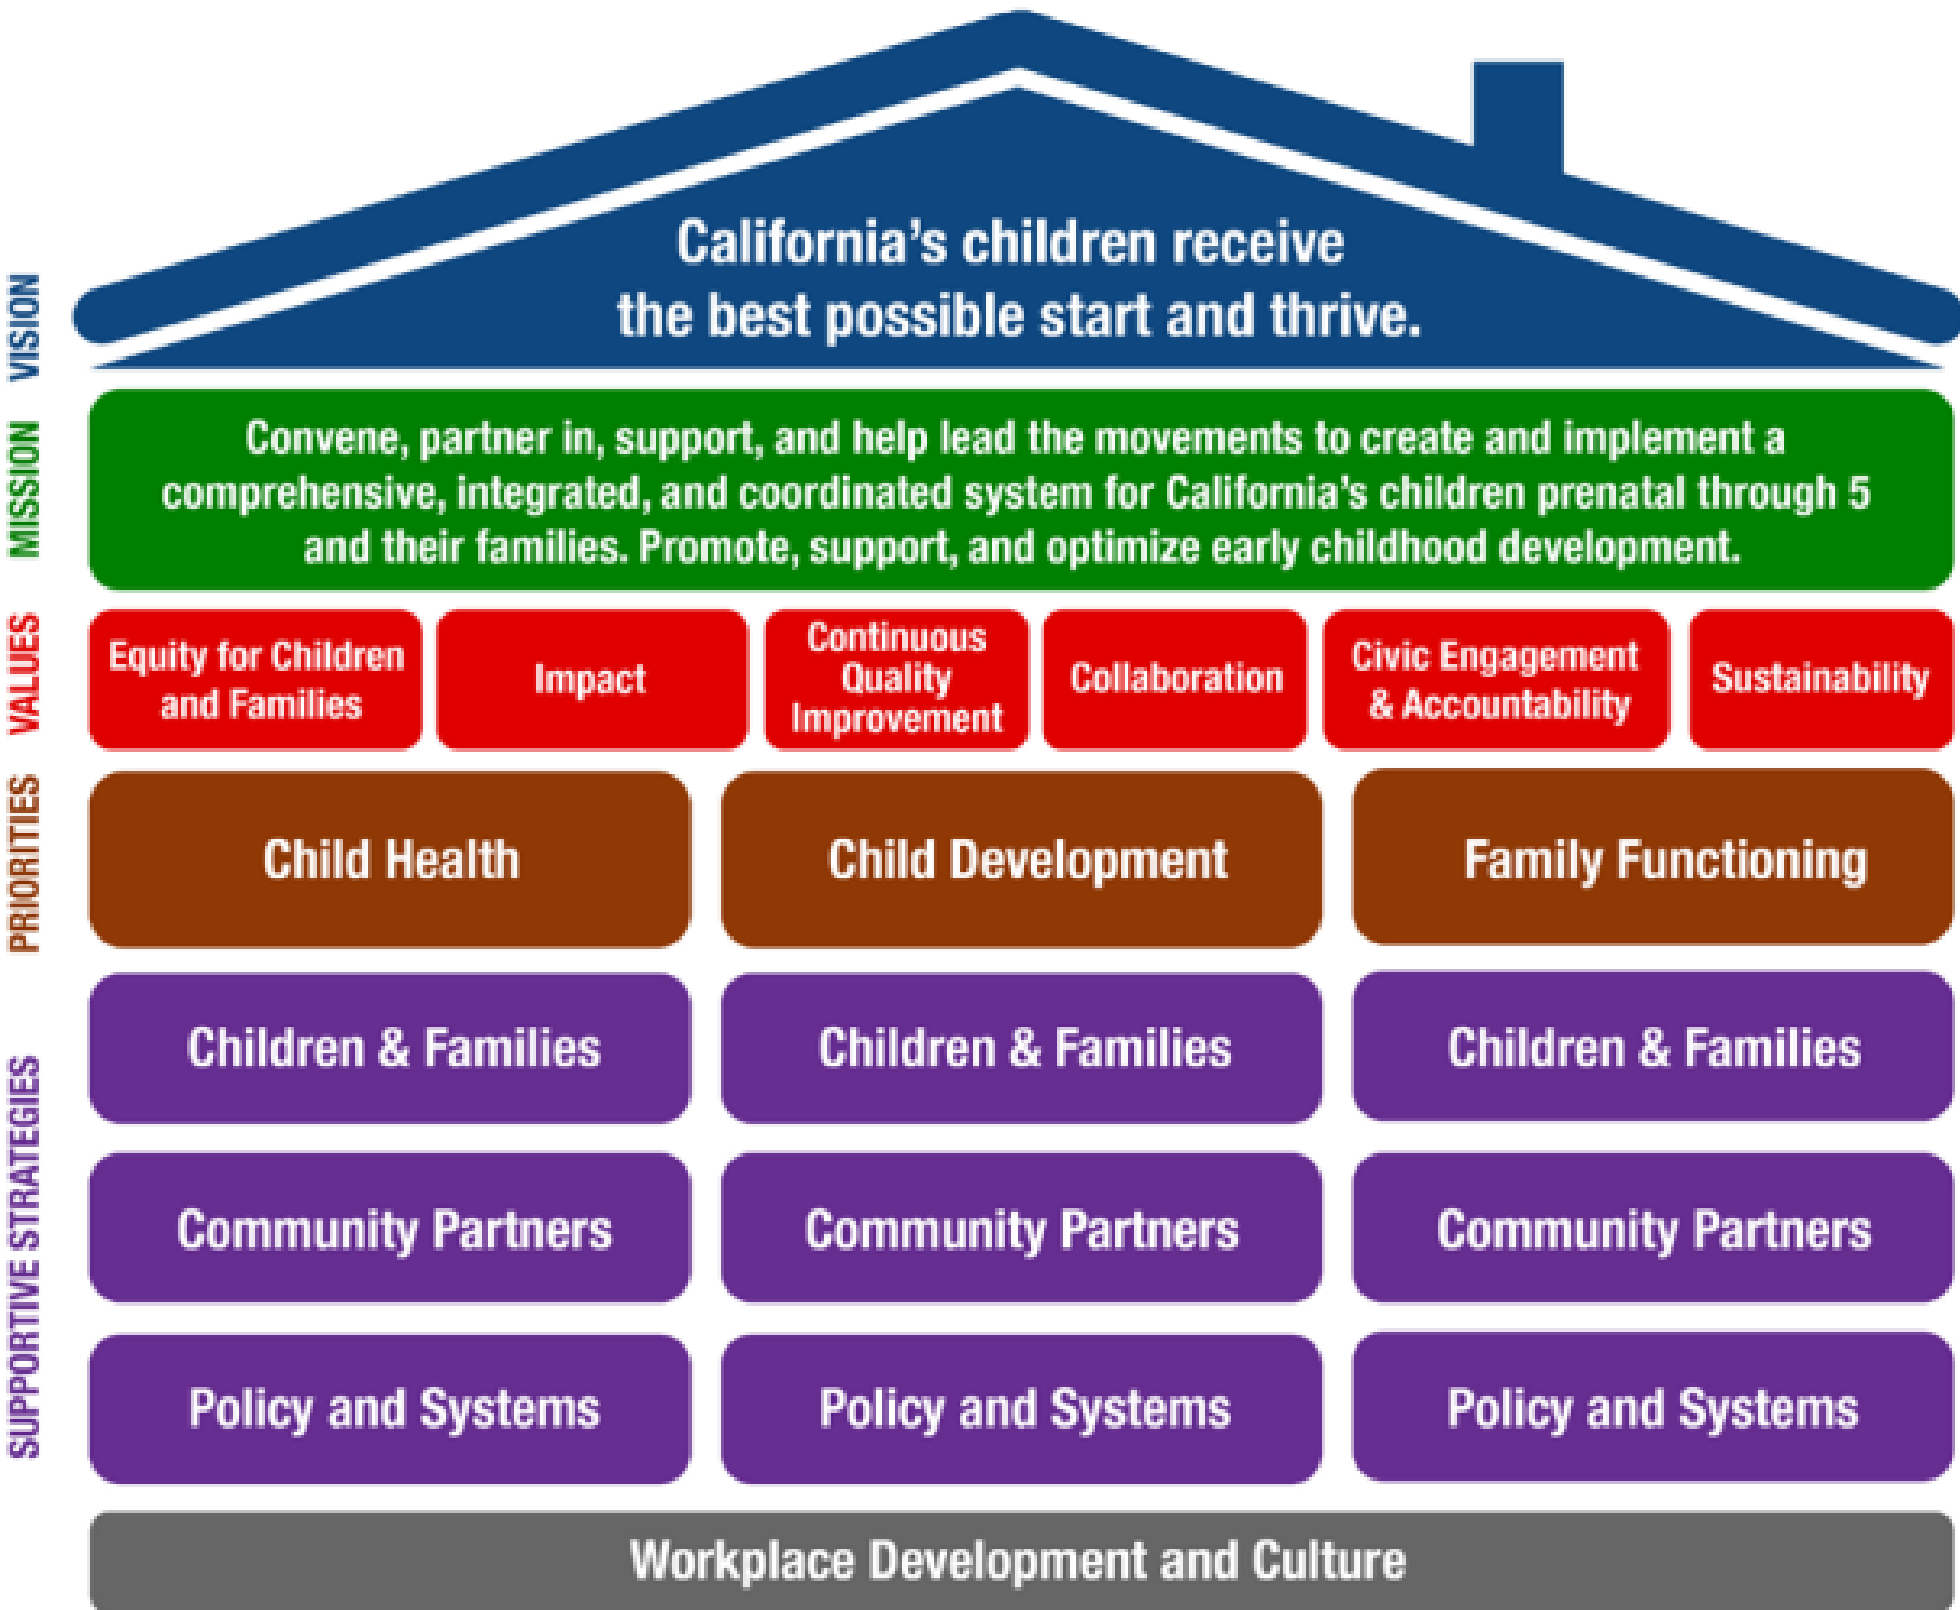 California's children receive
the best possible start and thrive.
VISION
Convene, partner in, support, and help lead the movements to create and implement a
comprehensive, integrated, and coordinated system for California's children prenatal through 5
and their families. Promote, support, and optimize early childhood development.
MISSION
VALUES
Equity for Children
and Families
Impact
Continuous
Quality
Improvement
Collaboration
Civic Engagement
& Accountability
Sustainability
PRIORITIES
Child Health
Child Development
Family Functioning
SUPPORTIVE STRATEGIES
Children & Families
Children & Families
Children & Families
Community Partners
Community Partners
Community Partners
Policy and Systems
Policy and Systems
Policy and Systems
Workplace Development and Culture